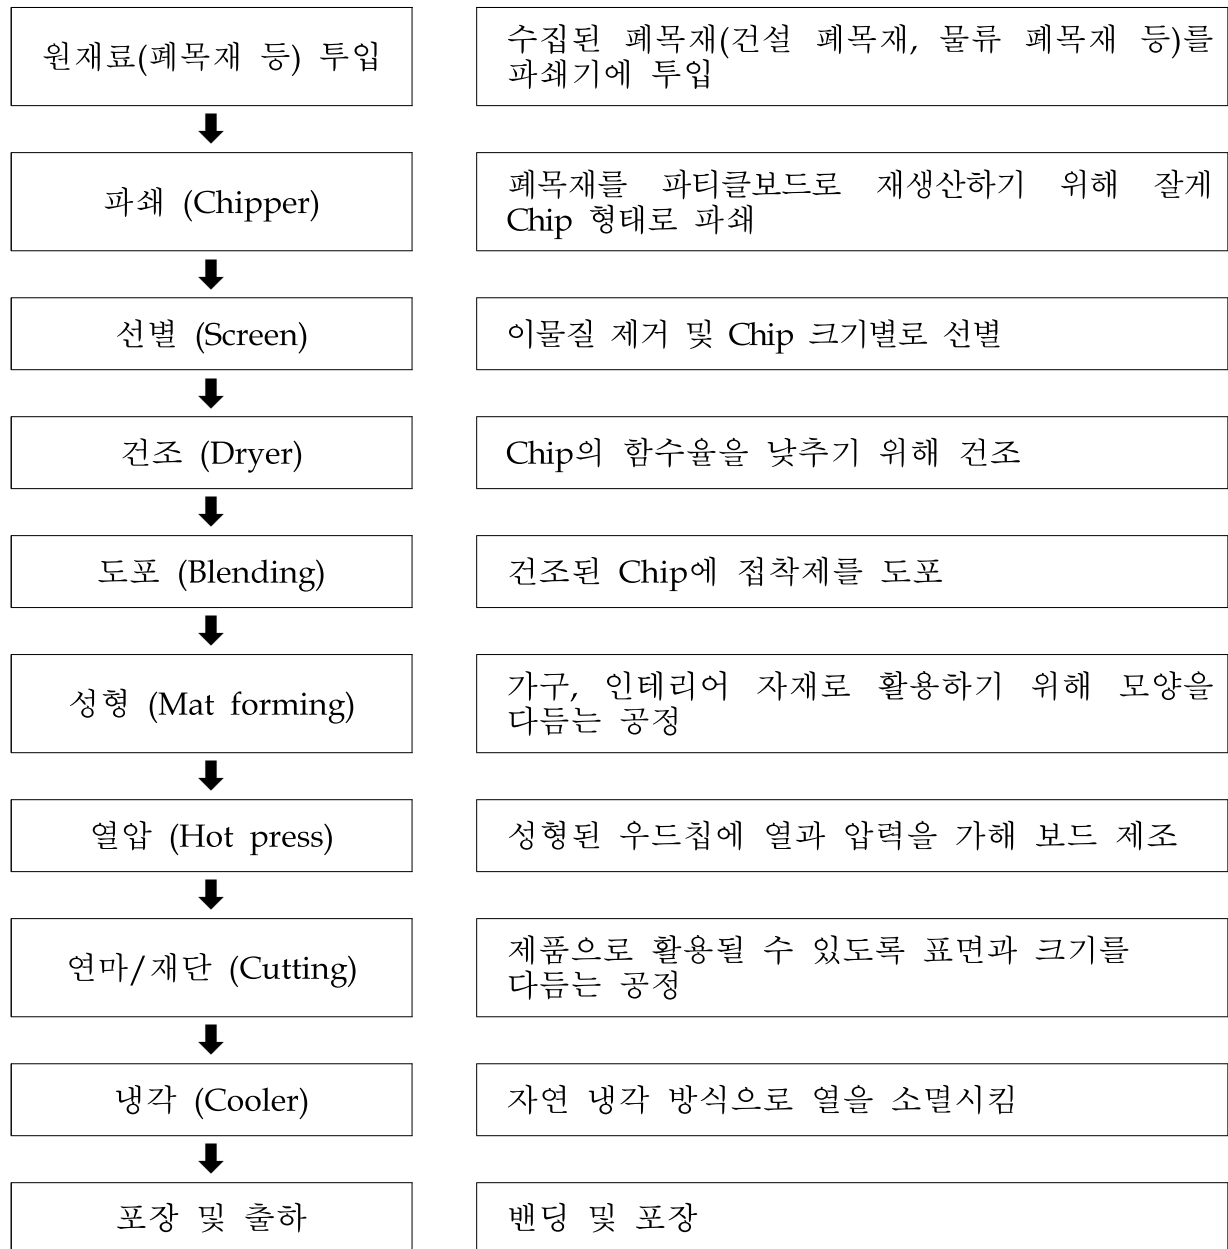 원재료(폐목재 등) 투입
수집된 폐목재(건설 폐목재, 물류 폐목재 등)를
파쇄기에 투입
파쇄 (Chipper)
폐목재를 파티클보드로 재생산하기 위해 잘게
Chip 형태로 파쇄
선별 (Screen)
이물질 제거 및 Chip 크기별로 선별
건조 (Dryer)
Chip의 함수율을 낮추기 위해 건조
도포 (Blending)
건조된 Chip에 접착제를 도포
성형 (Mat forming)
가구, 인테리어 자재로 활용하기 위해 모양을
다듬는 공정
열압 (Hot press)
성형된 우드칩에 열과 압력을 가해 보드 제조
연마/재단 (Cutting)
제품으로 활용될 수 있도록 표면과 크기를
다듬는 공정
냉각 (Cooler)
자연 냉각 방식으로 열을 소멸시킴
포장 및 출하
밴딩 및 포장